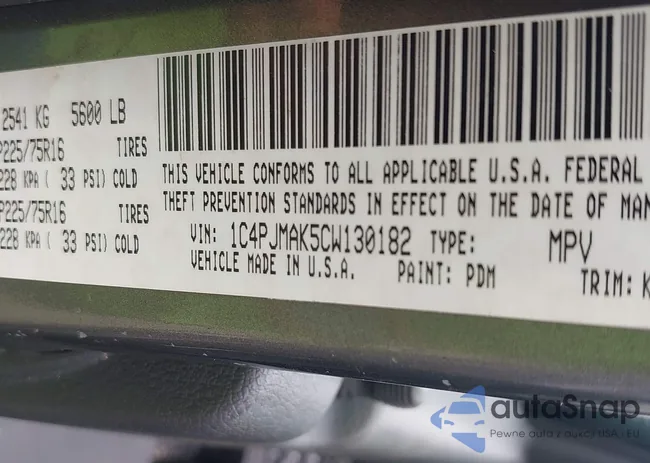 2541 KG 5600 LB
P225/75R16 TIRES
228 KPA ( 33 PSI) COLD
P225/75R16 TIRES
228 KPA ( 33 PSI) COLD
THIS VEHICLE CONFORMS TO ALL APPLICABLE U.S.A. FEDERAL
THEFT PREVENTION STANDARDS IN EFFECT ON THE DATE OF MAN
VIN: 1C4PJMAK5CW130182 TYPE: MPV
VEHICLE MADE IN U.S.A. PAINT: PDM TRIM: K
autaSnap
Pewne auta z aukcji USA i EU